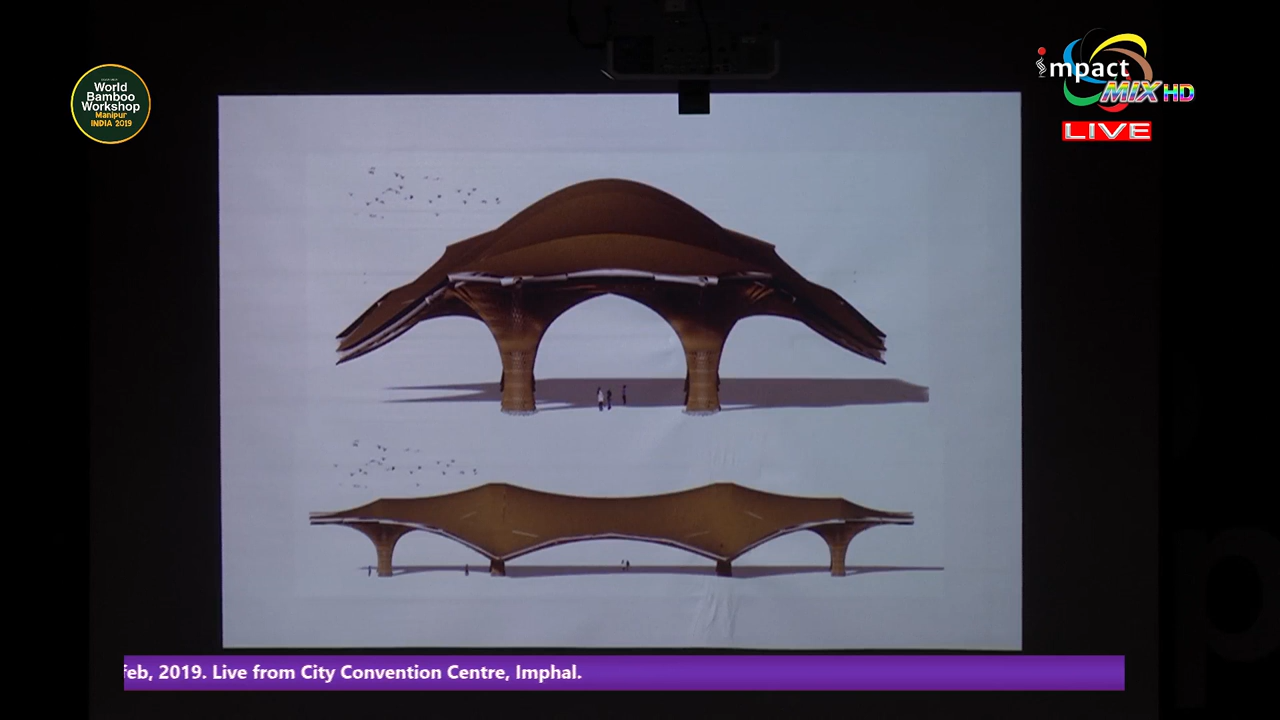 World
Bamboo
Workshop
Manipur
INDIA 2019
impact
MIX HD
LIVE
feb, 2019. Live from City Convention Centre, Imphal.